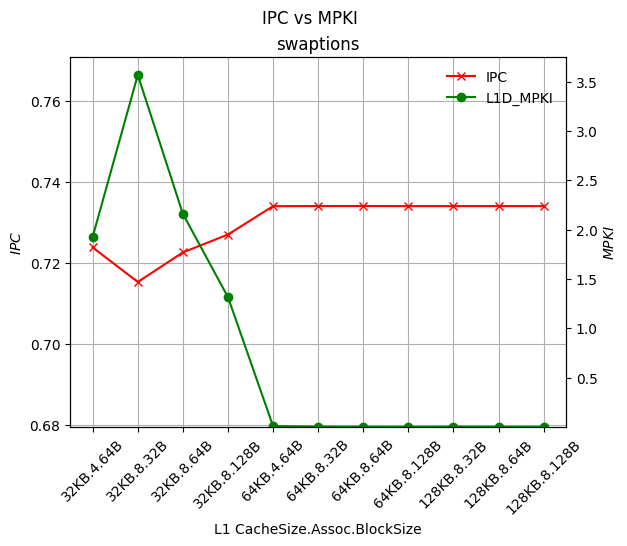 IPC vs MPKI
swaptions
IPC
L1D_MPKI
0.76
0.74
0.72
0.70
0.68
IPC
3.5
3.0
2.5
2.0
1.5
1.0
0.5
MPKI
32KB.4.64B
32KB.8.32B
32KB.8.64B
32KB.8.128B
64KB.4.64B
64KB.8.32B
64KB.8.64B
64KB.8.128B
128KB.8.32B
128KB.8.64B
128KB.8.128B
L1 CacheSize.Assoc.BlockSize